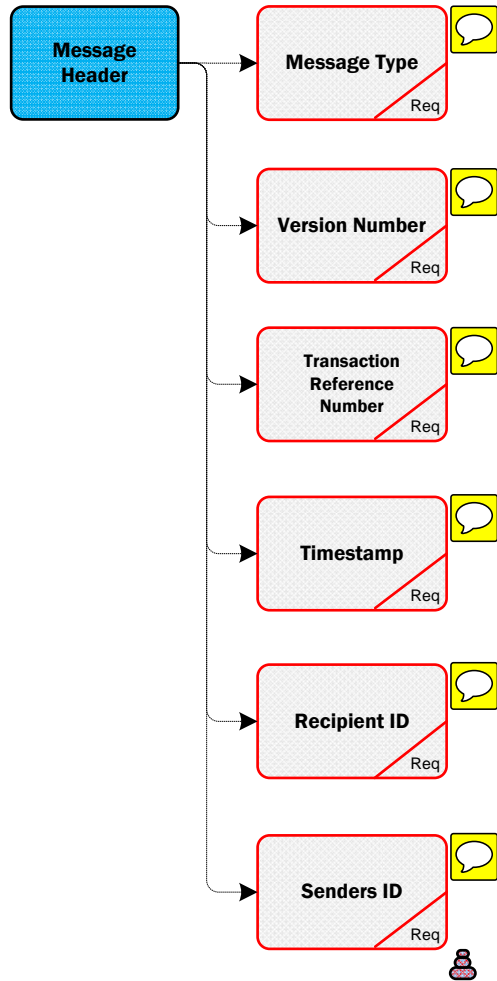 Message
Header
Message Type
Req
Version Number
Req
Transaction
Reference
Number
Req
Timestamp
Req
Recipient ID
Req
Senders ID
Req